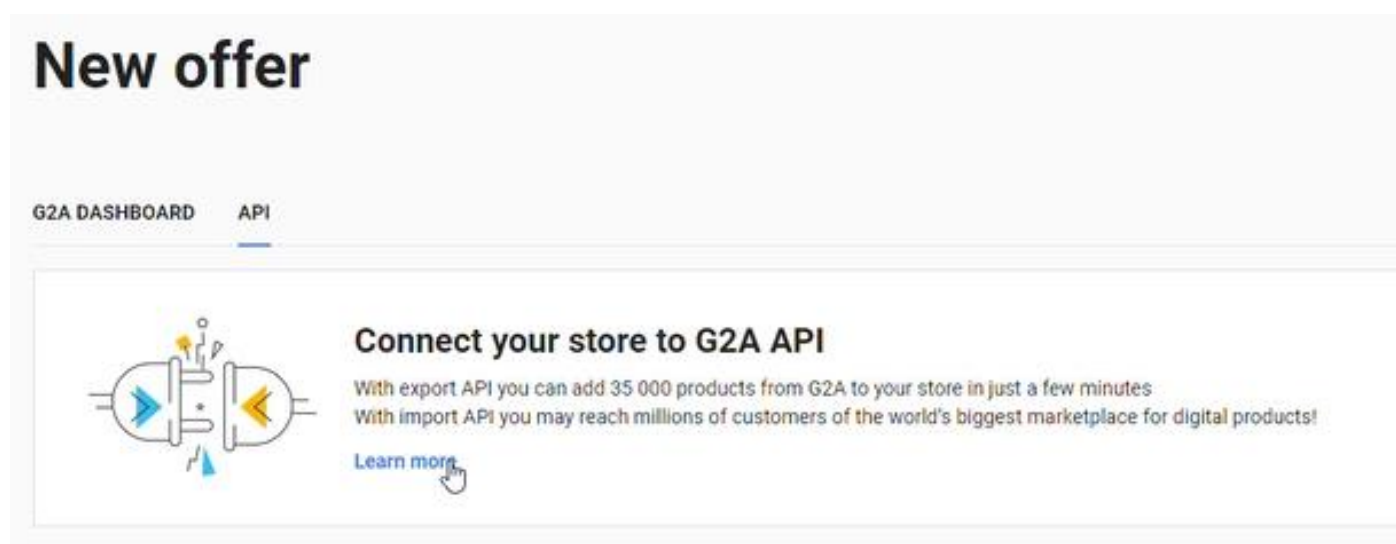 New offer
G2A DASHBOARD API
Connect your store to G2A API
With export API you can add 35 000 products from G2A to your store in just a few minutes
With import API you may reach millions of customers of the world's biggest marketplace for digital products!
Learn more